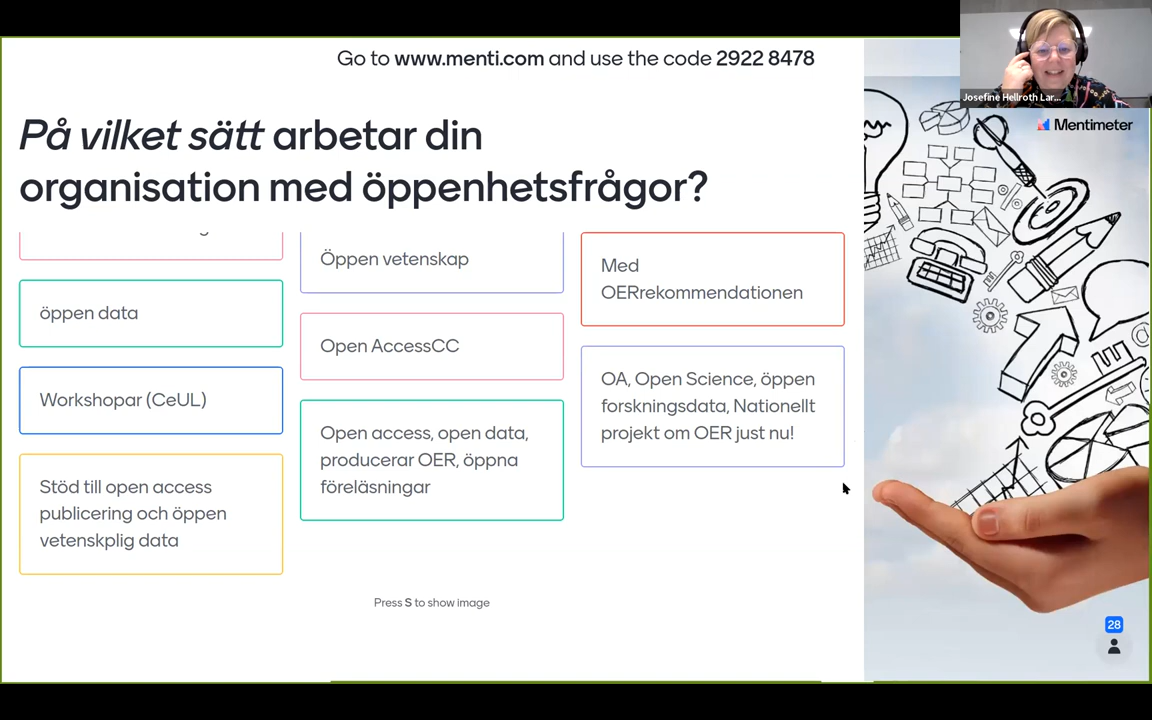 Go to www.menti.com and use the code 2922 8478
Josefine Hellroth Lar...
Mentimeter
På vilket sätt arbetar din
organisation med öppenhetsfrågor?
öppen data
Workshopar (CeUL)
Stöd till open access
publicering och öppen
vetenskplig data
Öppen vetenskap
Open AccessCC
Open access, open data,
producerar OER, öppna
föreläsningar
Med
OERrekommendationen
OA, Open Science, öppen
forskningsdata, Nationellt
projekt om OER just nu!
Press S to show image
28